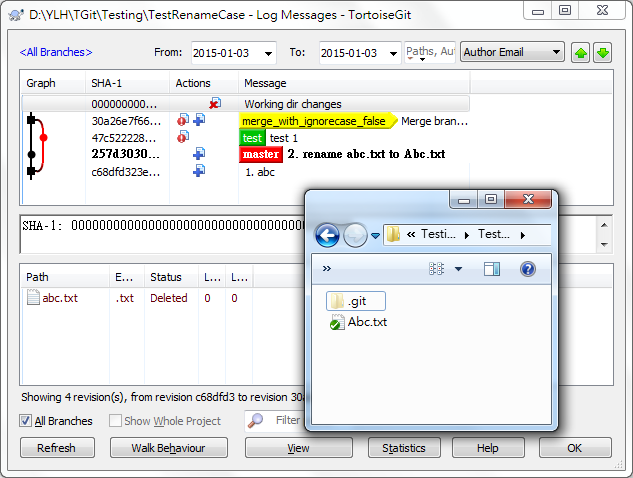 D:\YLH\TGit\Testing\TestRenameCase - Log Messages - TortoiseGit
<All Branches> From: 2015-01-03 To: 2015-01-03 Paths, Au Author Email
Graph SHA-1 Actions Message
000000000... Working dir changes
30a26e7f66... merge_with_ignorecase_false Merge bran...
47c522228... test test 1
257d3030... master 2. rename abc.txt to Abc.txt
c68dfd323e... 1. abc
SHA-1: 00000000000000000000000000000000
« Testi... Test...
»
Path E... Status L... L...
abc.txt .txt Deleted 0 0
.git
Abc.txt
Showing 4 revision(s), from revision c68dfd3 to revision 30a
All Branches Show Whole Project Filter
Refresh Walk Behaviour View Statistics Help OK